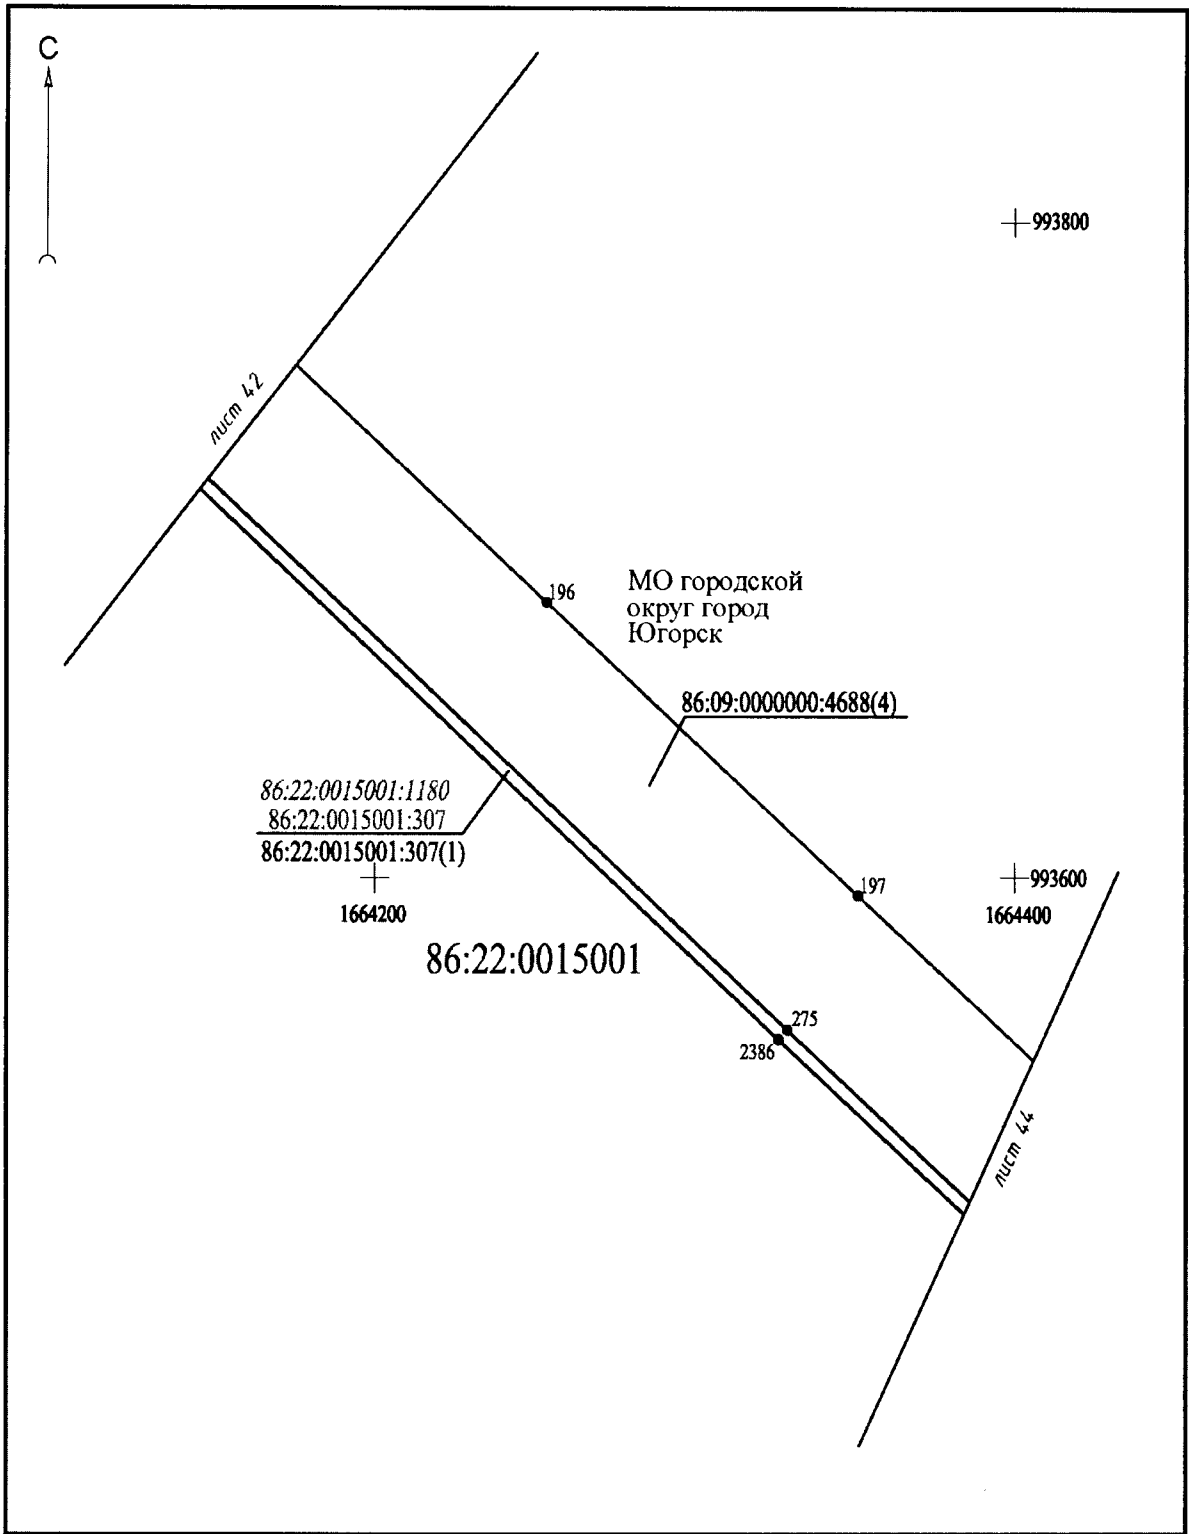 С
993800
лист 42
196
МО городской
округ город
Югорск
86:09:0000000:4688(4)
86:22:0015001:1180
86:22:0015001:307
86:22:0015001:307(1)
1664200
197
993600
1664400
86:22:0015001
275
2386
лист 44